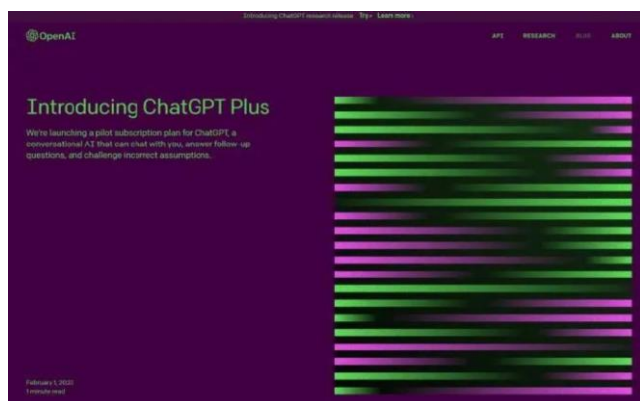 Introducing ChatGPT research release Try› Learn more›
OpenAI
API RESEARCH BLOG ABOUT
Introducing ChatGPT Plus
We're launching a pilot subscription plan for ChatGPT, a
conversational AI that can chat with you, answer follow-up
questions, and challenge incorrect assumptions.
February 1,
1 minute read